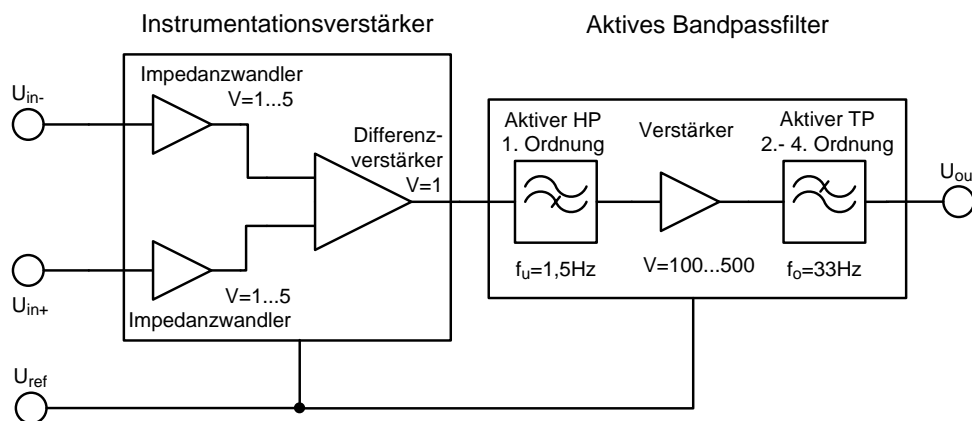 Instrumentationsverstärker
Aktives Bandpassfilter
Impedanzwandler
V=1...5
Uin-
Differenz-
verstärker
V=1
Aktiver HP
1. Ordnung
Verstärker
Aktiver TP
2.- 4. Ordnung
Uou
fu=1,5Hz
V=100...500
fo=33Hz
Uin+
V=1...5
Impedanzwandler
Uref